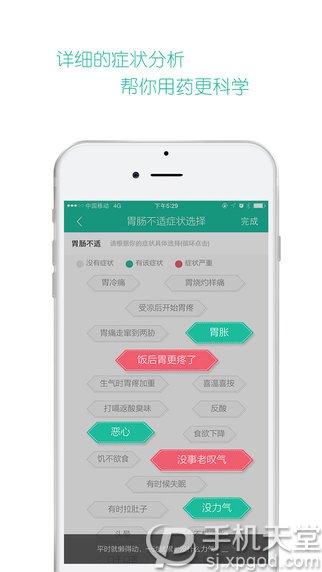 详细的症状分析
帮你用药更科学
中国移动 4G 下午5:29
胃肠不适症状选择 完成
胃肠不适 请根据你的症状具体选择(循环点击)
没有症状 有该症状 症状严重
胃冷痛 胃烧灼样痛
受凉后开始胃疼
胃痛走窜到两胁 胃胀
饭后胃更疼了
生气时胃疼加重 喜温喜按
打嗝返酸臭味 反酸
恶心 食欲下降
饥不欲食 没事老叹气
有时候失眠
有时拉肚子 没力气
头晕
平时就懒得动,一
手机天堂
sj.xpgod.com